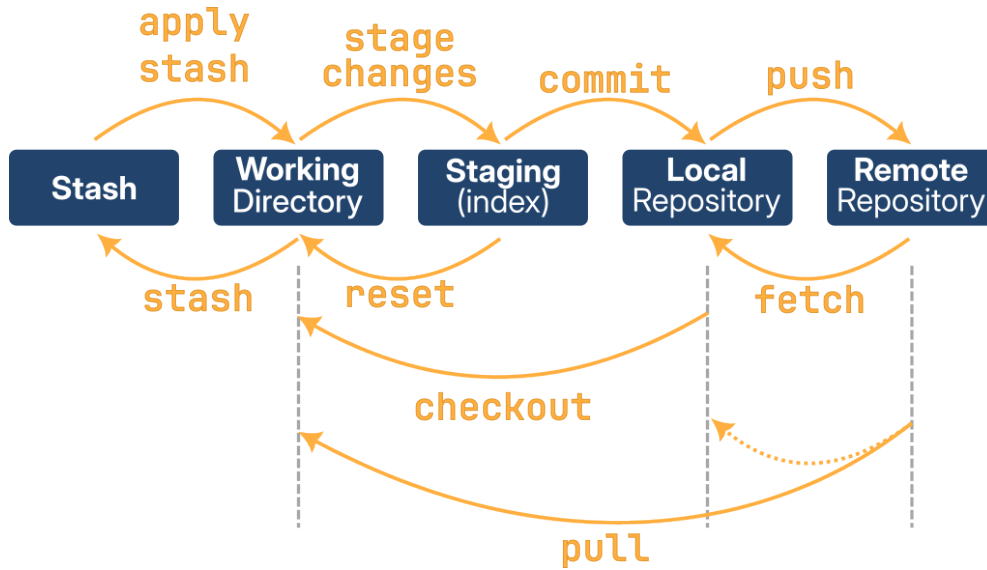 apply
stash
stage
changes
commit
push
Stash
Working
Directory
Staging
(index)
Local
Repository
Remote
Repository
stash
reset
fetch
checkout
pull